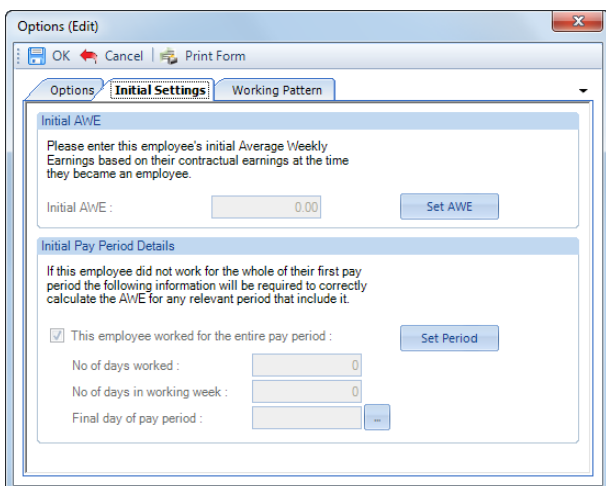 Options (Edit)
OK Cancel Print Form
Options Initial Settings Working Pattern
Initial AWE
Please enter this employee's initial Average Weekly
Earnings based on their contractual earnings at the time
they became an employee.
Initial AWE : 0.00 Set AWE
Initial Pay Period Details
If this employee did not work for the whole of their first pay
period the following information will be required to correctly
calculate the AWE for any relevant period that include it.
This employee worked for the entire pay period : Set Period
No of days worked : 0
No of days in working week : 0
Final day of pay period : ...